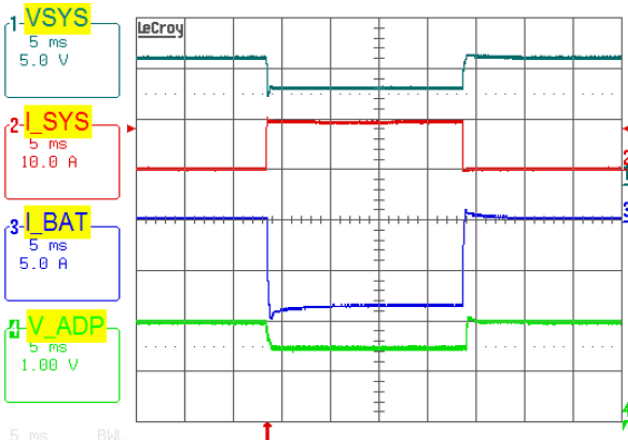 1 VSYS
5 ms
5.0 V
LeCroy
2 I_SYS
5 ms
10.0 A
3 I_BAT
5 ms
5.0 A
4 V_ADP
5 ms
1.00 V
5 ms BWL